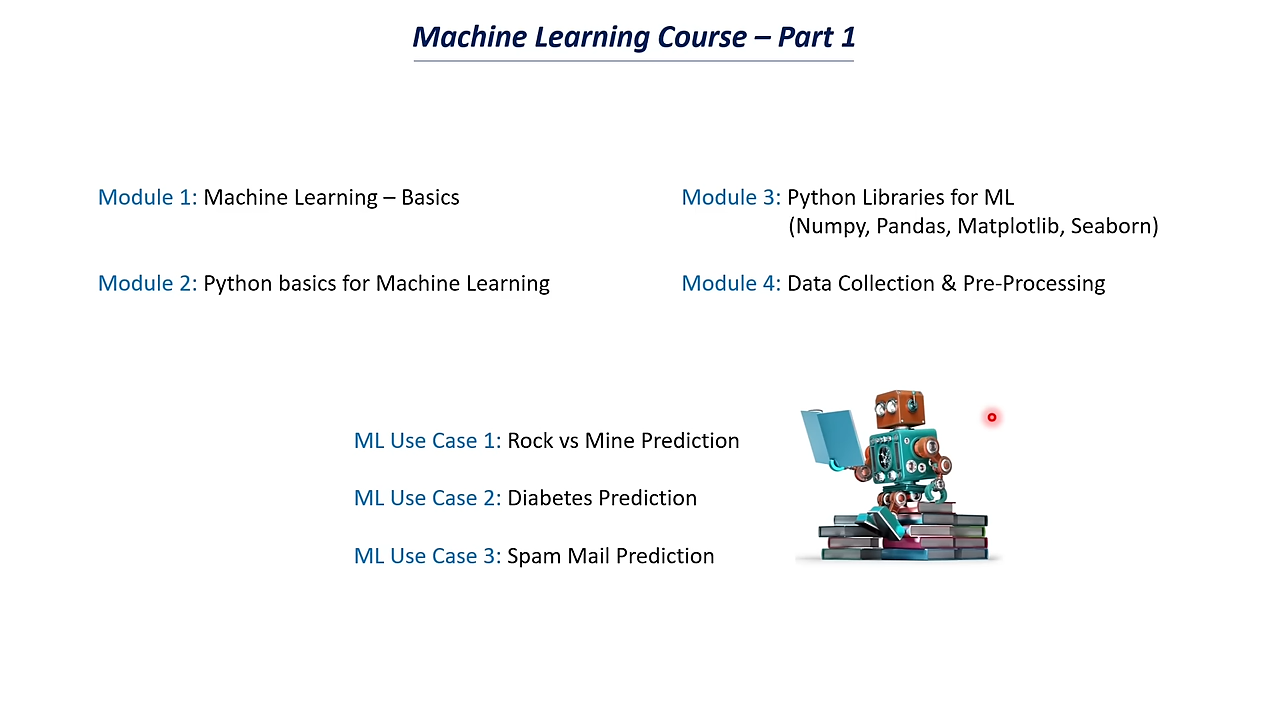 Machine Learning Course – Part 1
Module 1: Machine Learning – Basics
Module 2: Python basics for Machine Learning
Module 3: Python Libraries for ML
(Numpy, Pandas, Matplotlib, Seaborn)
Module 4: Data Collection & Pre-Processing
ML Use Case 1: Rock vs Mine Prediction
ML Use Case 2: Diabetes Prediction
ML Use Case 3: Spam Mail Prediction